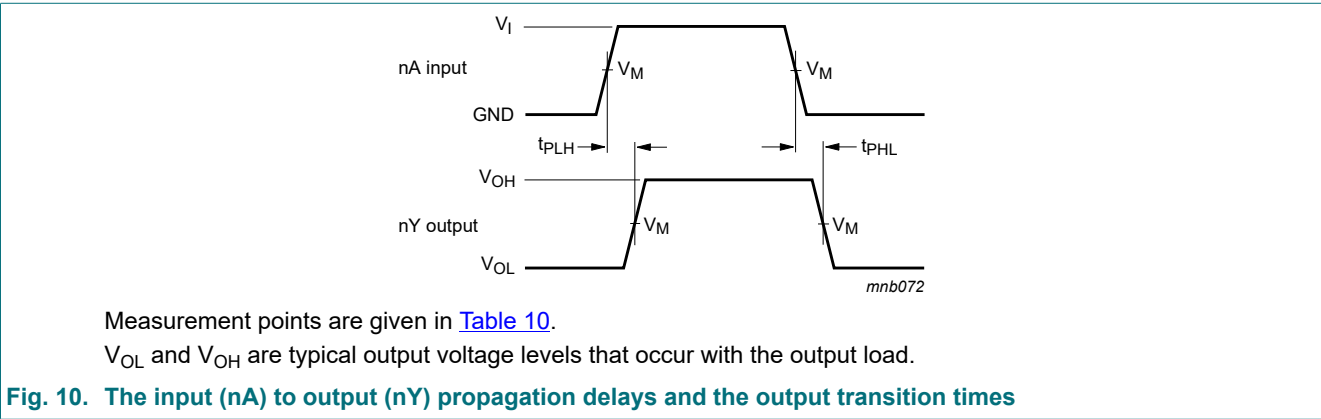 V_I
nA input
V_M
V_M
GND
t_PLH
t_PHL
V_OH
nY output
V_M
V_M
V_OL
mnb072
Measurement points are given in Table 10.
V_OL and V_OH are typical output voltage levels that occur with the output load.
Fig. 10. The input (nA) to output (nY) propagation delays and the output transition times